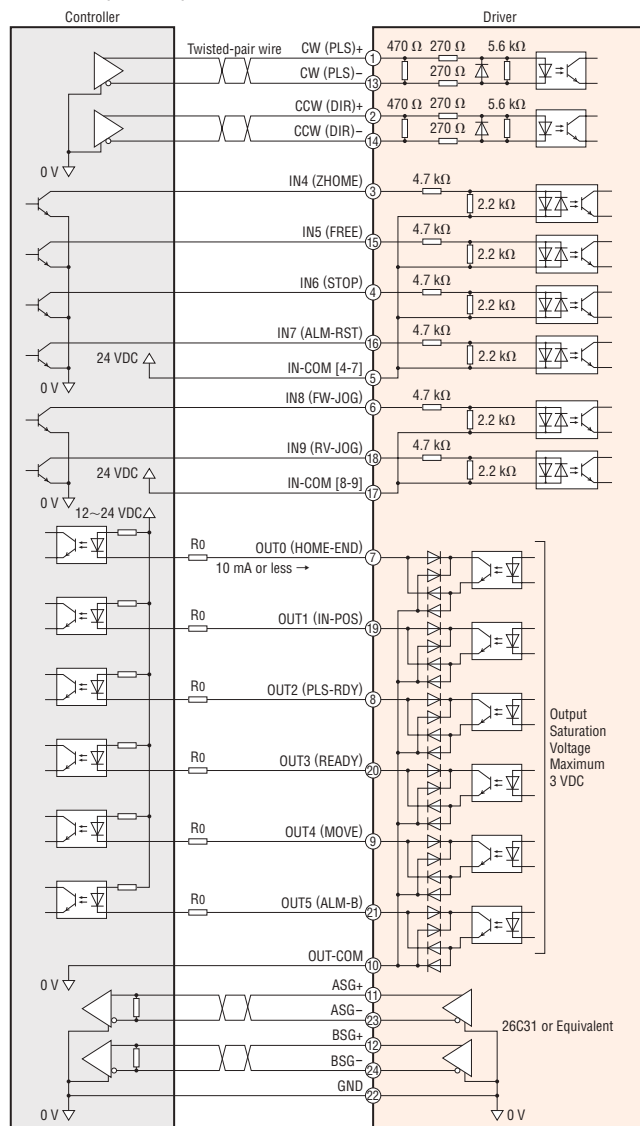 Controller
Driver
Twisted-pair wire
CW (PLS)+
1
470 Ω
270 Ω
5.6 kΩ
CW (PLS)−
13
270 Ω
CCW (DIR)+
2
470 Ω
270 Ω
5.6 kΩ
CCW (DIR)−
14
270 Ω
0 V
IN4 (ZHOME)
3
4.7 kΩ
2.2 kΩ
IN5 (FREE)
15
4.7 kΩ
2.2 kΩ
IN6 (STOP)
4
4.7 kΩ
2.2 kΩ
IN7 (ALM-RST)
16
4.7 kΩ
2.2 kΩ
24 VDC
IN-COM [4-7]
5
0 V
IN8 (FW-JOG)
6
4.7 kΩ
2.2 kΩ
IN9 (RV-JOG)
18
4.7 kΩ
2.2 kΩ
24 VDC
IN-COM [8-9]
17
0 V
12~24 VDC
R0
OUT0 (HOME-END)
7
10 mA or less →
R0
OUT1 (IN-POS)
19
R0
OUT2 (PLS-RDY)
8
Output
Saturation
Voltage
Maximum
3 VDC
R0
OUT3 (READY)
20
R0
OUT4 (MOVE)
9
R0
OUT5 (ALM-B)
21
OUT-COM
10
0 V
ASG+
11
ASG−
23
26C31 or Equivalent
BSG+
12
BSG−
24
GND
22
0 V
0 V